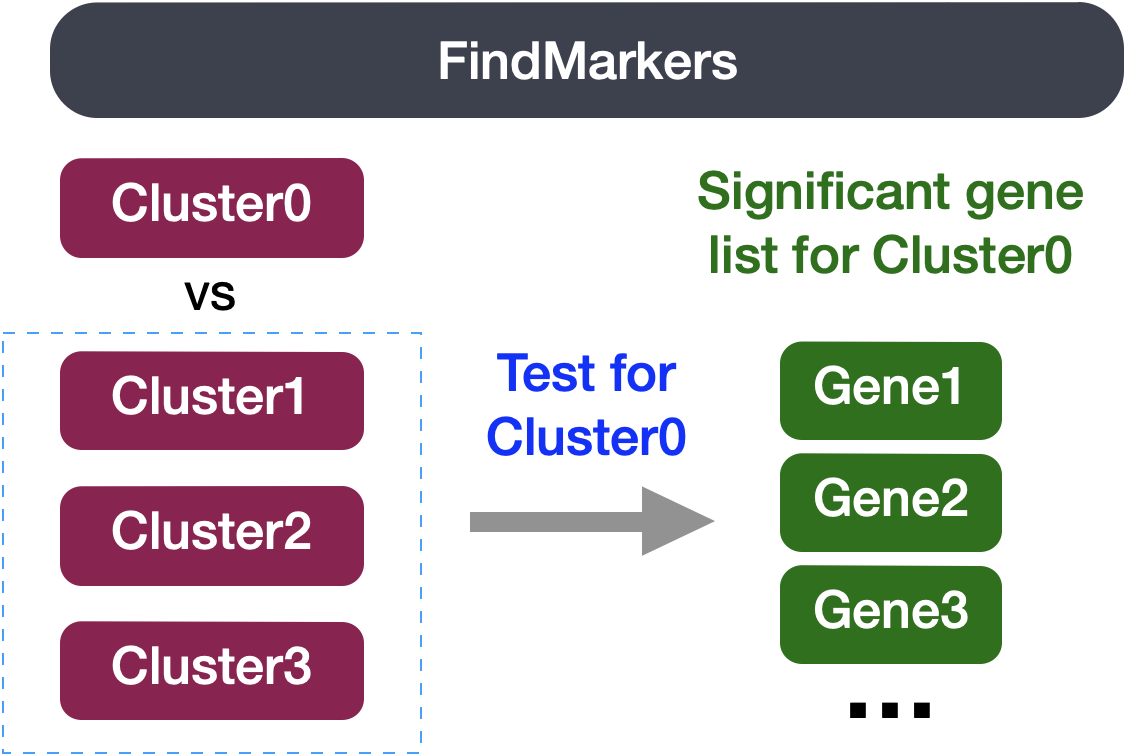 FindMarkers
Cluster0
vs
Cluster1
Cluster2
Cluster3
Test for
Cluster0
Significant gene
list for Cluster0
Gene1
Gene2
Gene3
...